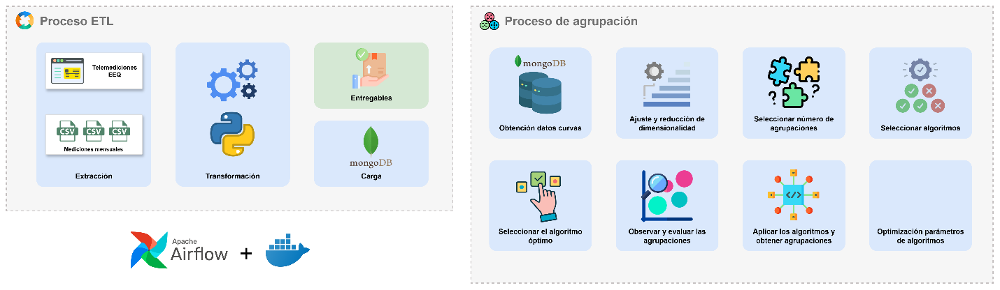 Proceso ETL
Telemediciones
EEQ
CSV CSV CSV
Mediciones mensuales
Extracción
Transformación
Entregables
mongoDB
Carga
Apache
Airflow
+
Proceso de agrupación
mongoDB
Obtención datos curvas
Ajuste y reducción de
dimensionalidad
? ?
Seleccionar número de
agrupaciones
Seleccionar algoritmos
Seleccionar el algoritmo
óptimo
Observar y evaluar las
agrupaciones
</>
Aplicar los algoritmos y
obtener agrupaciones
Optimización parámetros
de algoritmos